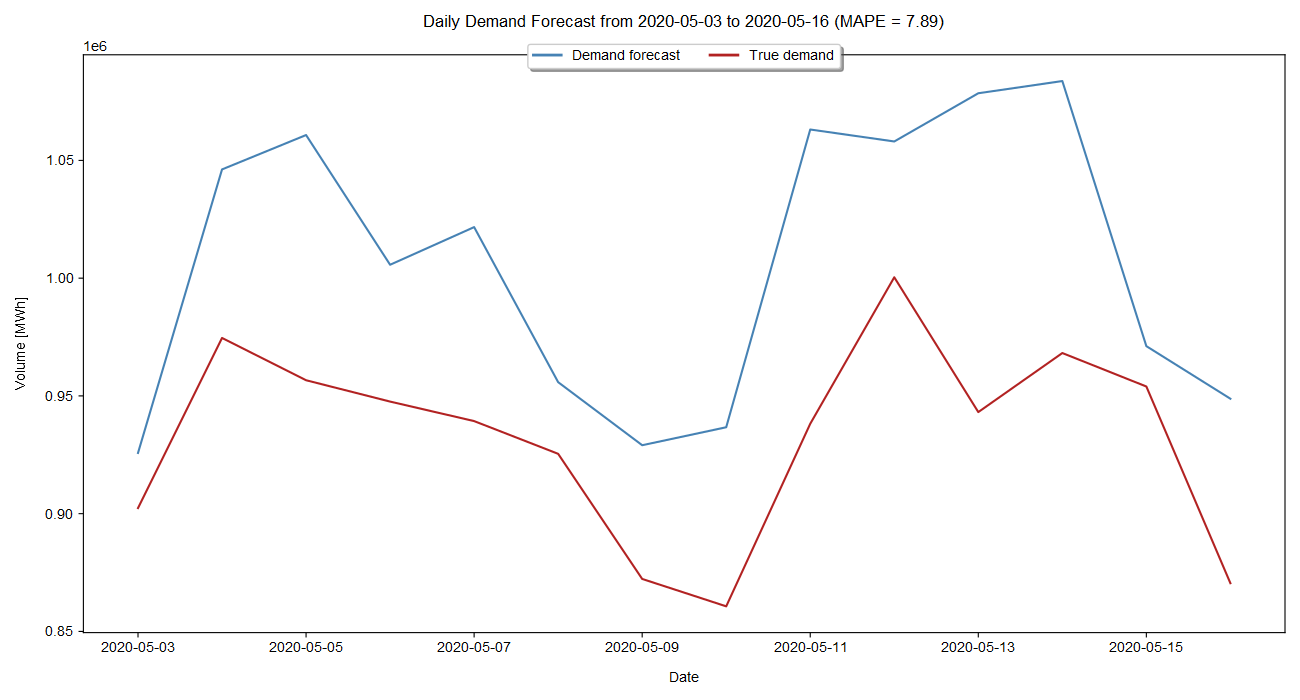 Daily Demand Forecast from 2020-05-03 to 2020-05-16 (MAPE = 7.89)
1e6
Demand forecast True demand
1.05
1.00
0.95
0.90
0.85
Volume [MWh]
2020-05-03 2020-05-05 2020-05-07 2020-05-09 2020-05-11 2020-05-13 2020-05-15
Date